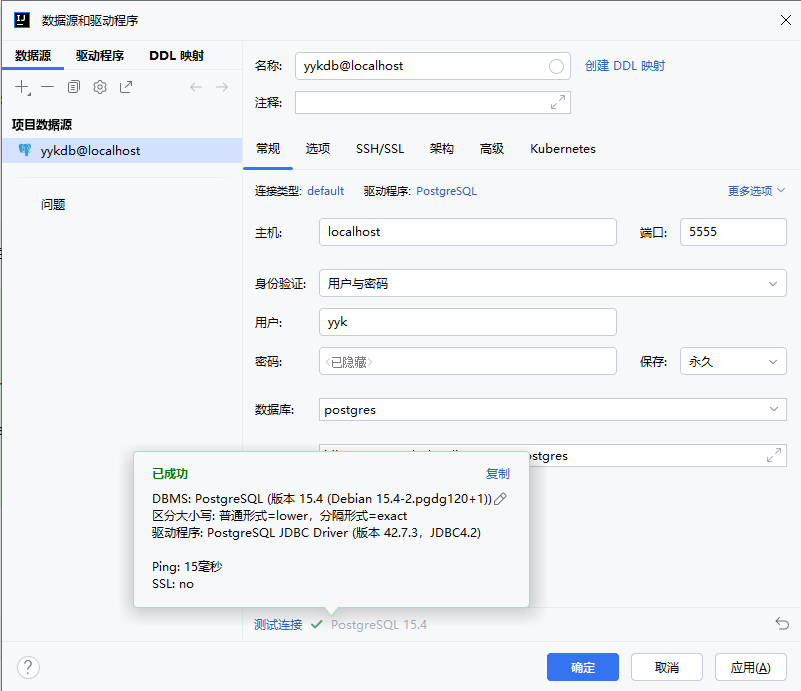 数据源和驱动程序
数据源 驱动程序 DDL 映射
项目数据源
yykdb@localhost
问题
名称: yykdb@localhost 创建 DDL 映射
注释:
常规 选项 SSH/SSL 架构 高级 Kubernetes
连接类型: default 驱动程序: PostgreSQL 更多选项
主机: localhost 端口: 5555
身份验证: 用户与密码
用户: yyk
密码: <已隐藏> 保存: 永久
数据库: postgres
stgres
已成功 复制
DBMS: PostgreSQL (版本 15.4 (Debian 15.4-2.pgdg120+1))
区分大小写: 普通形式=lower，分隔形式=exact
驱动程序: PostgreSQL JDBC Driver (版本 42.7.3，JDBC4.2)
Ping: 15毫秒
SSL: no
测试连接 PostgreSQL 15.4
? 确定 取消 应用(A)